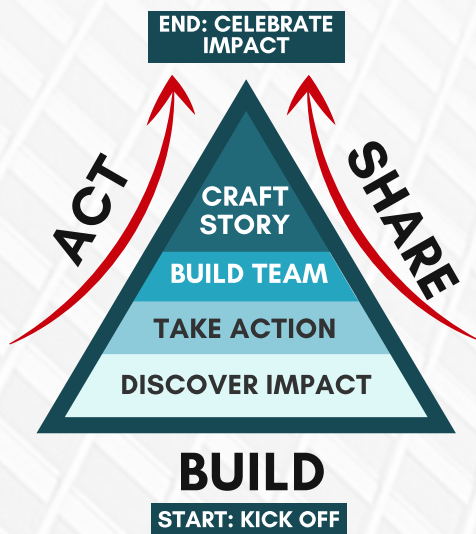 END: CELEBRATE
IMPACT
ACT
SHARE
CRAFT
STORY
BUILD TEAM
TAKE ACTION
DISCOVER IMPACT
BUILD
START: KICK OFF